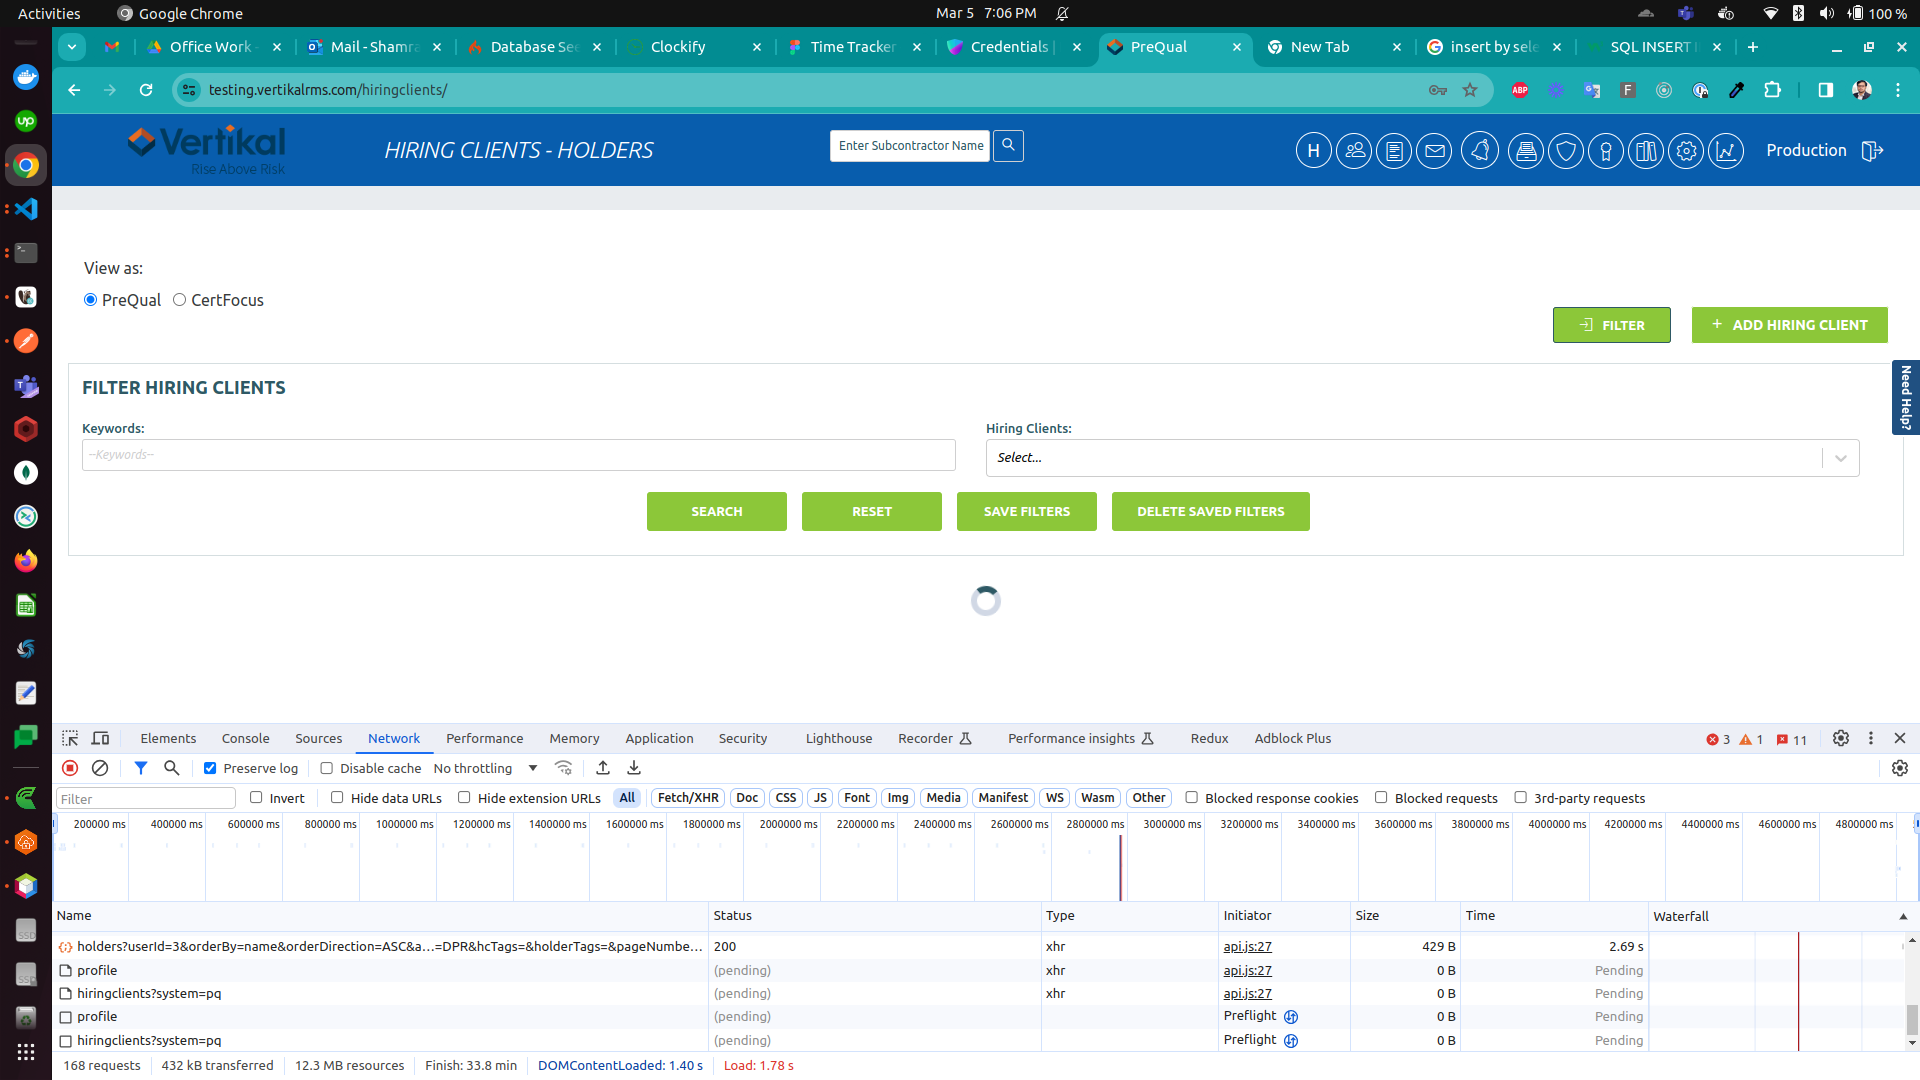 Activities Google Chrome Mar 5 7:06 PM 100 %
Office Work - Mail - Shamra Database See Clockify Time Tracker Credentials | PreQual New Tab insert by sele SQL INSERT I
testing.vertikalrms.com/hiringclients/
ABP F
Vertikal
Rise Above Risk
HIRING CLIENTS - HOLDERS
Enter Subcontractor Name
H
Production
View as:
PreQual CertFocus
FILTER + ADD HIRING CLIENT
Need Help?
FILTER HIRING CLIENTS
Keywords: Hiring Clients:
--Keywords-- Select...
SEARCH RESET SAVE FILTERS DELETE SAVED FILTERS
Elements Console Sources Network Performance Memory Application Security Lighthouse Recorder Performance insights Redux Adblock Plus 3 1 11
Preserve log Disable cache No throttling
Filter Invert Hide data URLs Hide extension URLs All Fetch/XHR Doc CSS JS Font Img Media Manifest WS Wasm Other Blocked response cookies Blocked requests 3rd-party requests
200000 ms 400000 ms 600000 ms 800000 ms 1000000 ms 1200000 ms 1400000 ms 1600000 ms 1800000 ms 2000000 ms 2200000 ms 2400000 ms 2600000 ms 2800000 ms 3000000 ms 3200000 ms 3400000 ms 3600000 ms 3800000 ms 4000000 ms 4200000 ms 4400000 ms 4600000 ms 4800000 ms
Name Status Type Initiator Size Time Waterfall
holders?userId=3&orderBy=name&orderDirection=ASC&a…=DPR&hcTags=&holderTags=&pageNumbe... 200 xhr api.js:27 429 B 2.69 s
profile (pending) xhr api.js:27 0 B Pending
hiringclients?system=pq (pending) xhr api.js:27 0 B Pending
profile (pending) Preflight 0 B Pending
hiringclients?system=pq (pending) Preflight 0 B Pending
168 requests 432 kB transferred 12.3 MB resources Finish: 33.8 min DOMContentLoaded: 1.40 s Load: 1.78 s